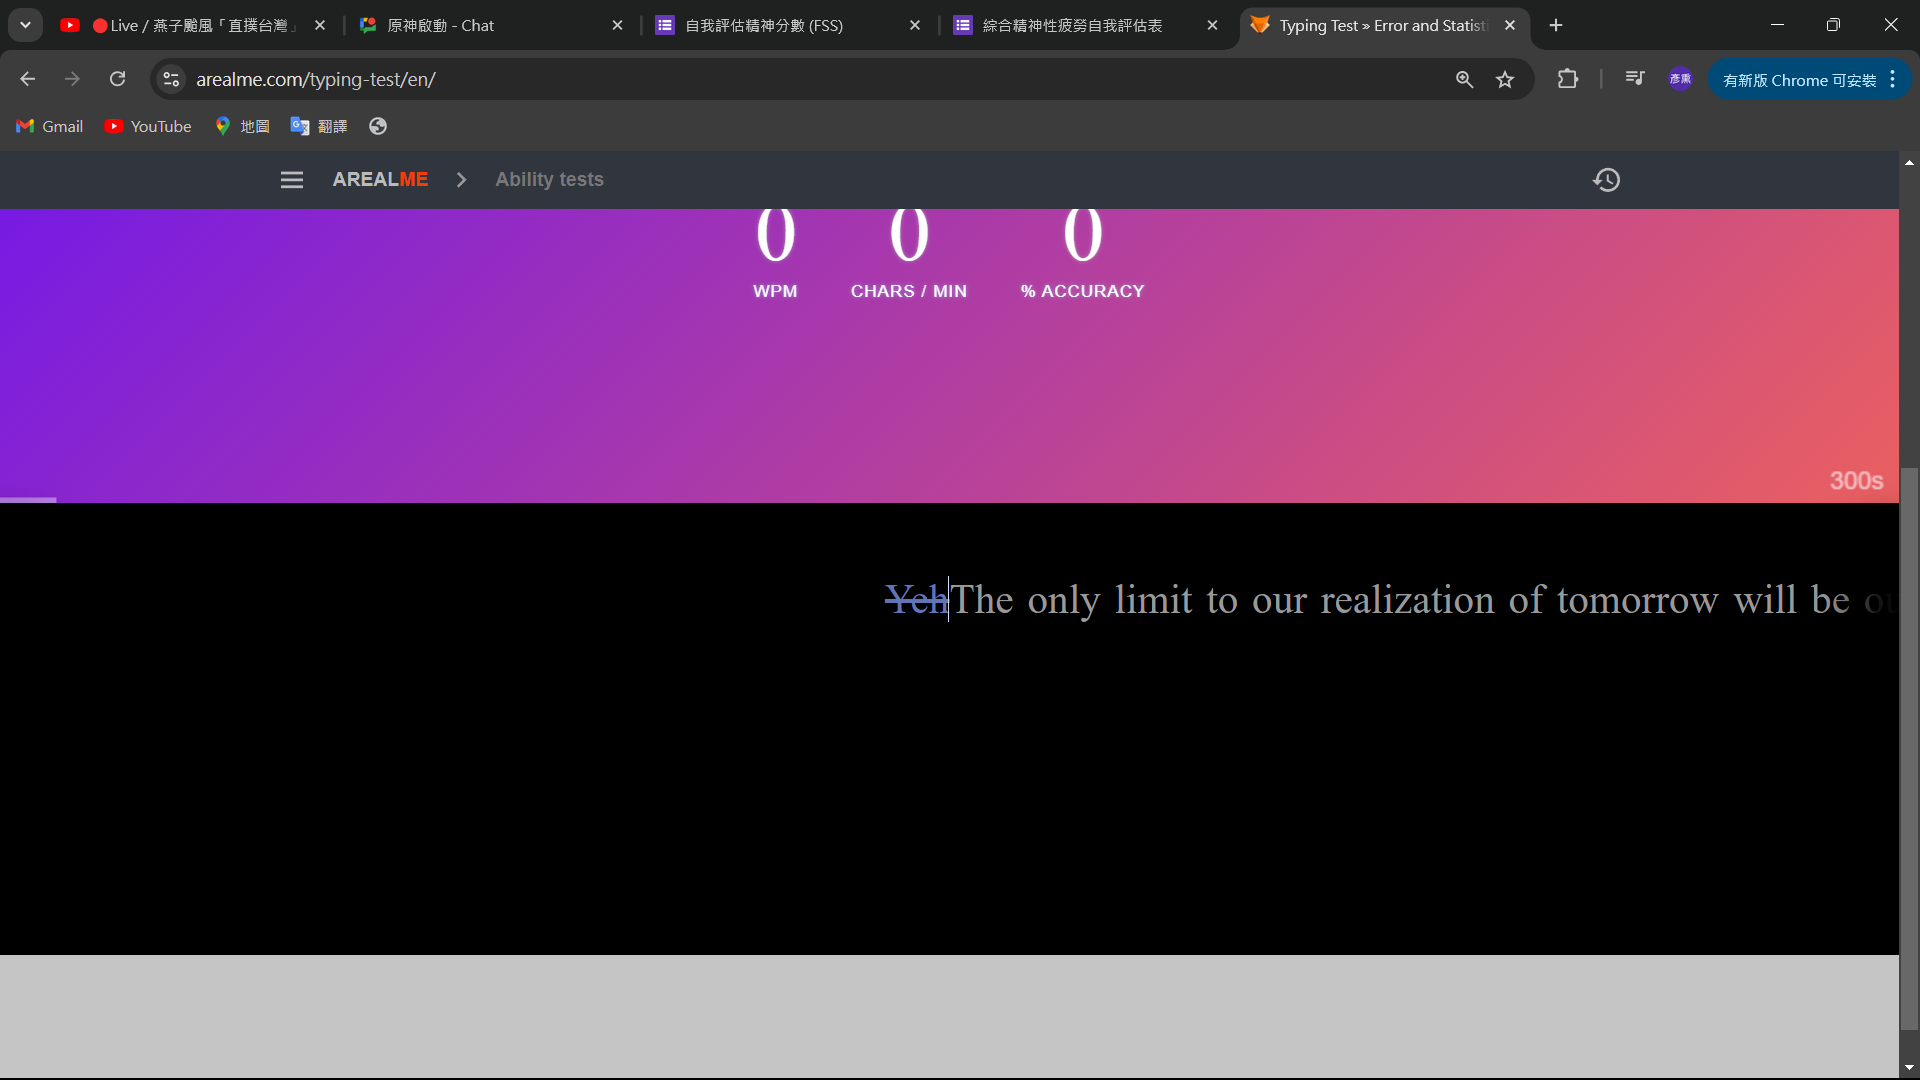 Live / 燕子颱風「直撲台灣」
原神啟動 - Chat
自我評估精神分數 (FSS)
綜合精神性疲勞自我評估表
Typing Test » Error and Statisti
arealme.com/typing-test/en/
彥熏
有新版 Chrome 可安裝
Gmail
YouTube
地圖
翻譯
AREALME
Ability tests
0 0 0
WPM CHARS / MIN % ACCURACY
300s
YehThe only limit to our realization of tomorrow will be ou